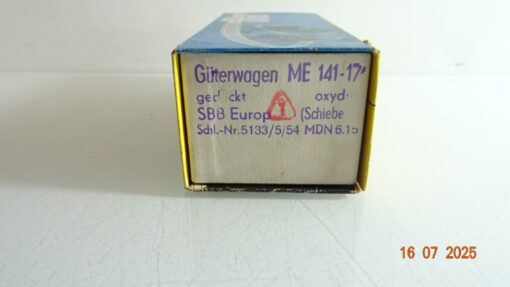 Güterwagen ME 141-17
gedeckt oxyd
SBB Europ (Schiebe
Schl.-Nr.5133/5/54 MDN 6.15
16 07 2025